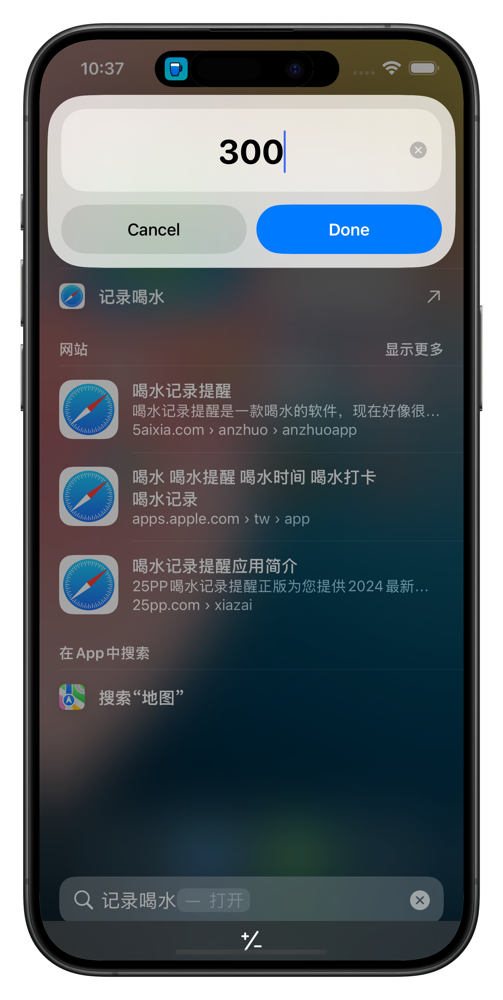 10:37
300
Cancel
Done
记录喝水
网站
显示更多
喝水记录提醒
喝水记录提醒是一款喝水的软件，现在好像很...
5aixia.com › anzhuo › anzhuoapp
喝水 喝水提醒 喝水时间 喝水打卡
喝水记录
apps.apple.com › tw › app
喝水记录提醒应用简介
25PP喝水记录提醒正版为您提供2024最新...
25pp.com › xiazai
在App中搜索
搜索“地图”
记录喝水 — 打开
+/-